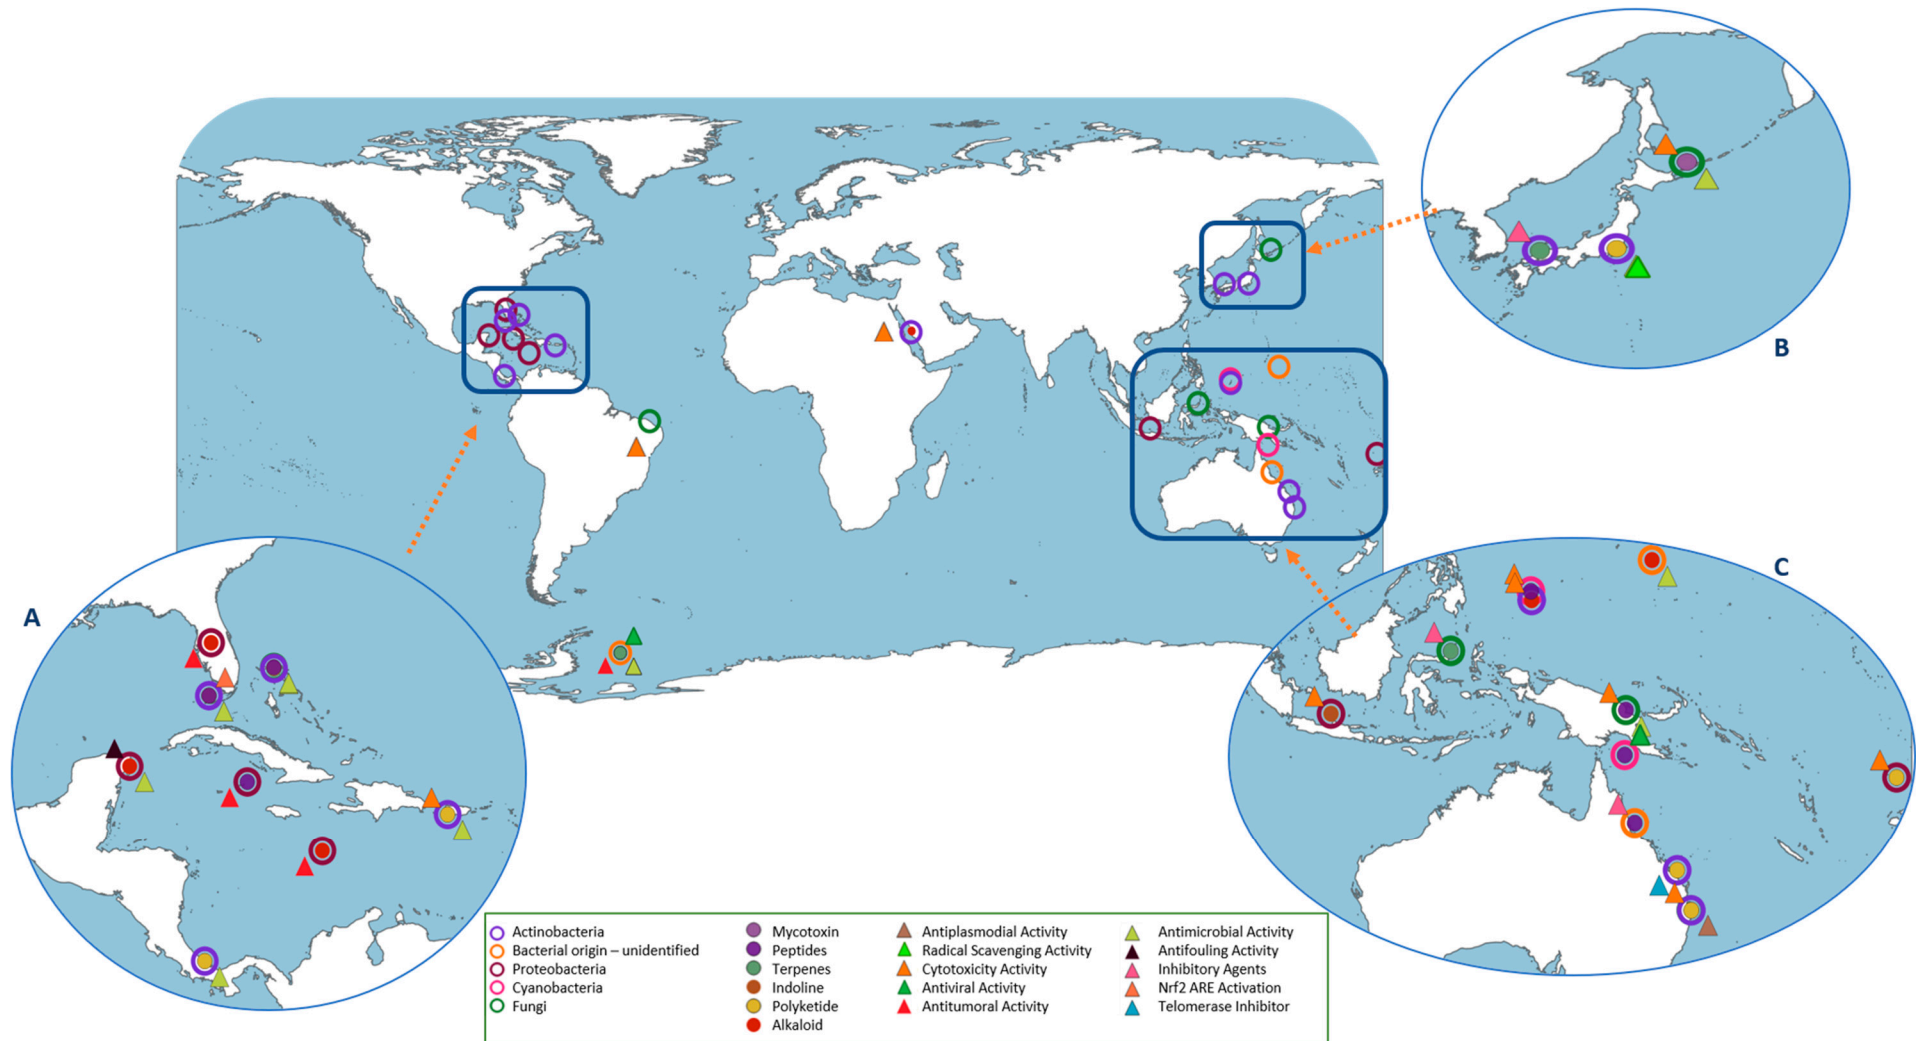 B
A
C
Actinobacteria
Bacterial origin – unidentified
Proteobacteria
Cyanobacteria
Fungi
Mycotoxin
Peptides
Terpenes
Indoline
Polyketide
Alkaloid
Antiplasmodial Activity
Radical Scavenging Activity
Cytotoxicity Activity
Antiviral Activity
Antitumoral Activity
Antimicrobial Activity
Antifouling Activity
Inhibitory Agents
Nrf2 ARE Activation
Telomerase Inhibitor